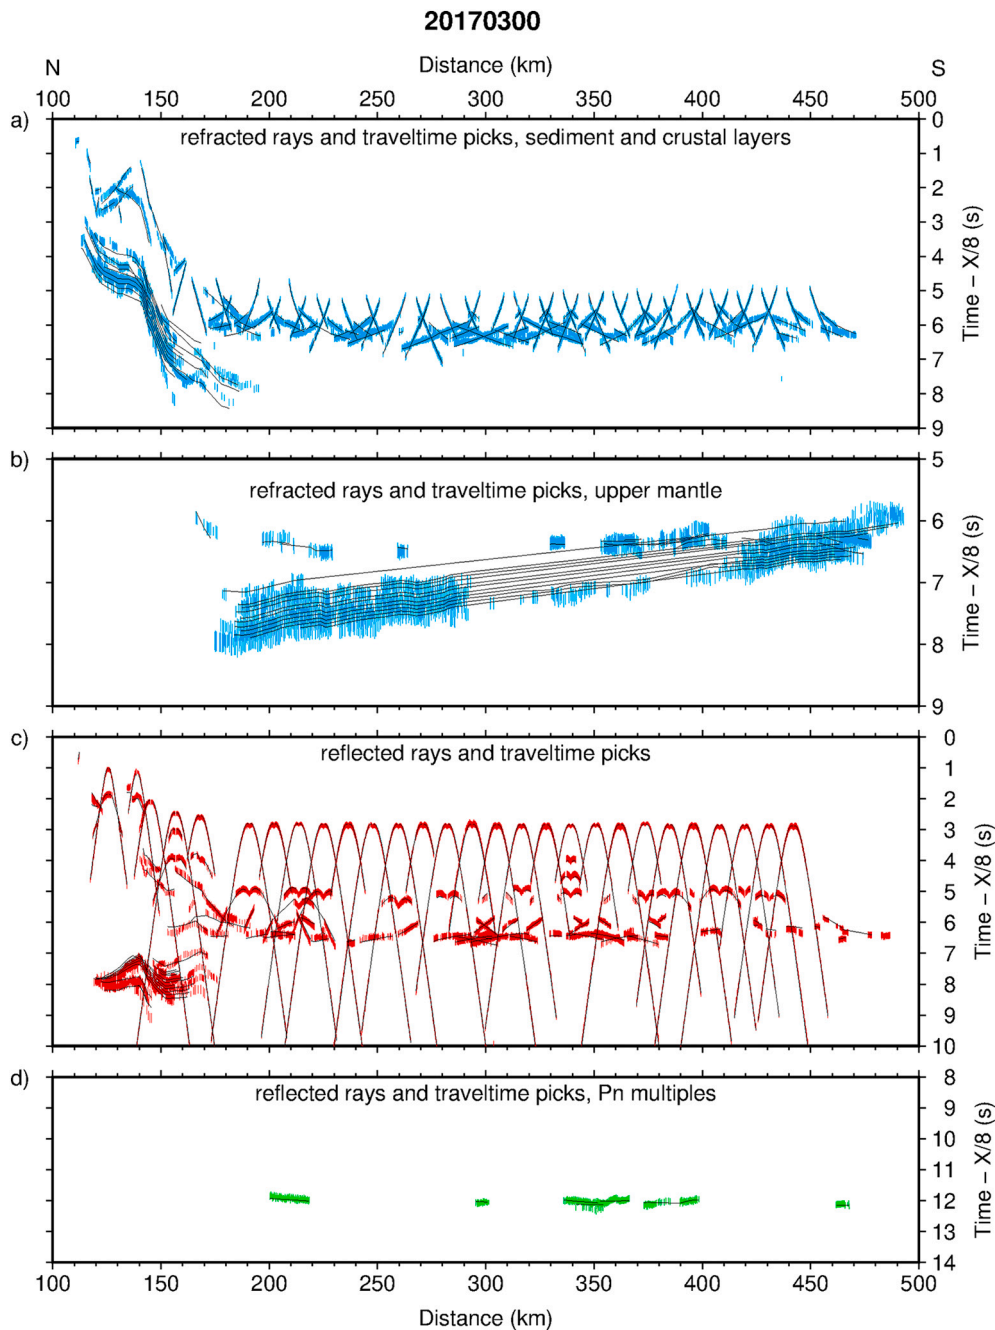 20170300
N Distance (km) S
100 150 200 250 300 350 400 450 500
a) refracted rays and traveltime picks, sediment and crustal layers
0
1
2
3
4
5
6
7
8
9
Time – X/8 (s)
b) refracted rays and traveltime picks, upper mantle
5
6
7
8
9
Time – X/8 (s)
c) reflected rays and traveltime picks
0
1
2
3
4
5
6
7
8
9
10
Time – X/8 (s)
d) reflected rays and traveltime picks, Pn multiples
8
9
10
11
12
13
14
Time – X/8 (s)
100 150 200 250 300 350 400 450 500
Distance (km)